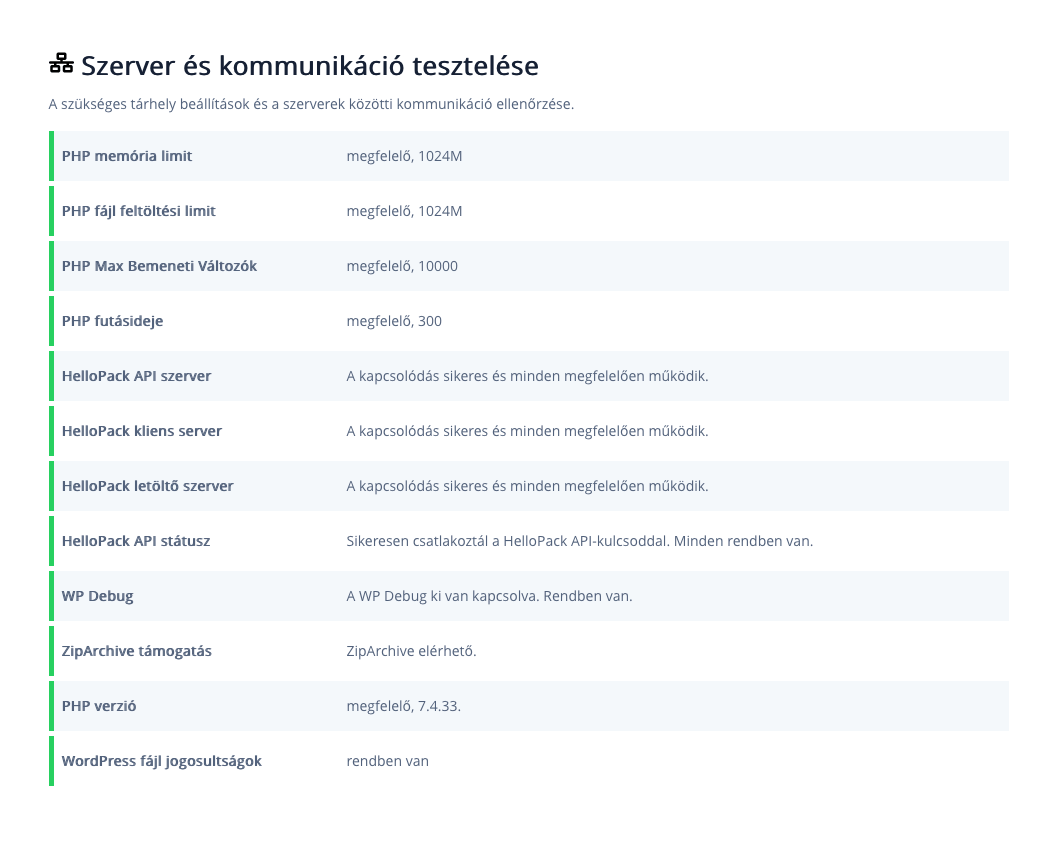 Szerver és kommunikáció tesztelése
A szükséges tárhely beállítások és a szerverek közötti kommunikáció ellenőrzése.
PHP memória limit megfelelő, 1024M
PHP fájl feltöltési limit megfelelő, 1024M
PHP Max Bemeneti Változók megfelelő, 10000
PHP futásideje megfelelő, 300
HelloPack API szerver A kapcsolódás sikeres és minden megfelelően működik.
HelloPack kliens server A kapcsolódás sikeres és minden megfelelően működik.
HelloPack letöltő szerver A kapcsolódás sikeres és minden megfelelően működik.
HelloPack API státusz Sikeresen csatlakoztál a HelloPack API-kulcsoddal. Minden rendben van.
WP Debug A WP Debug ki van kapcsolva. Rendben van.
ZipArchive támogatás ZipArchive elérhető.
PHP verzió megfelelő, 7.4.33.
WordPress fájl jogosultságok rendben van